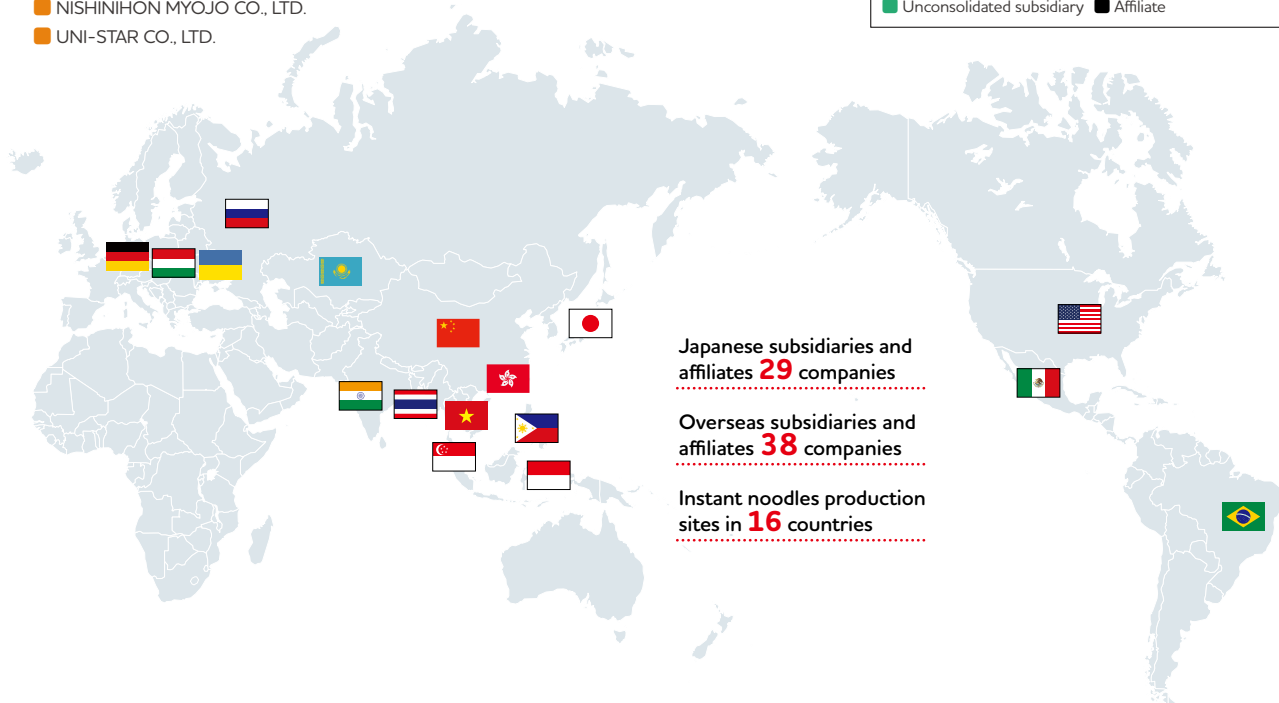 NISHINIHON MYOJO CO., LTD.
UNI-STAR CO., LTD.
Unconsolidated subsidiary Affiliate
Japanese subsidiaries and
affiliates 29 companies
Overseas subsidiaries and
affiliates 38 companies
Instant noodles production
sites in 16 countries